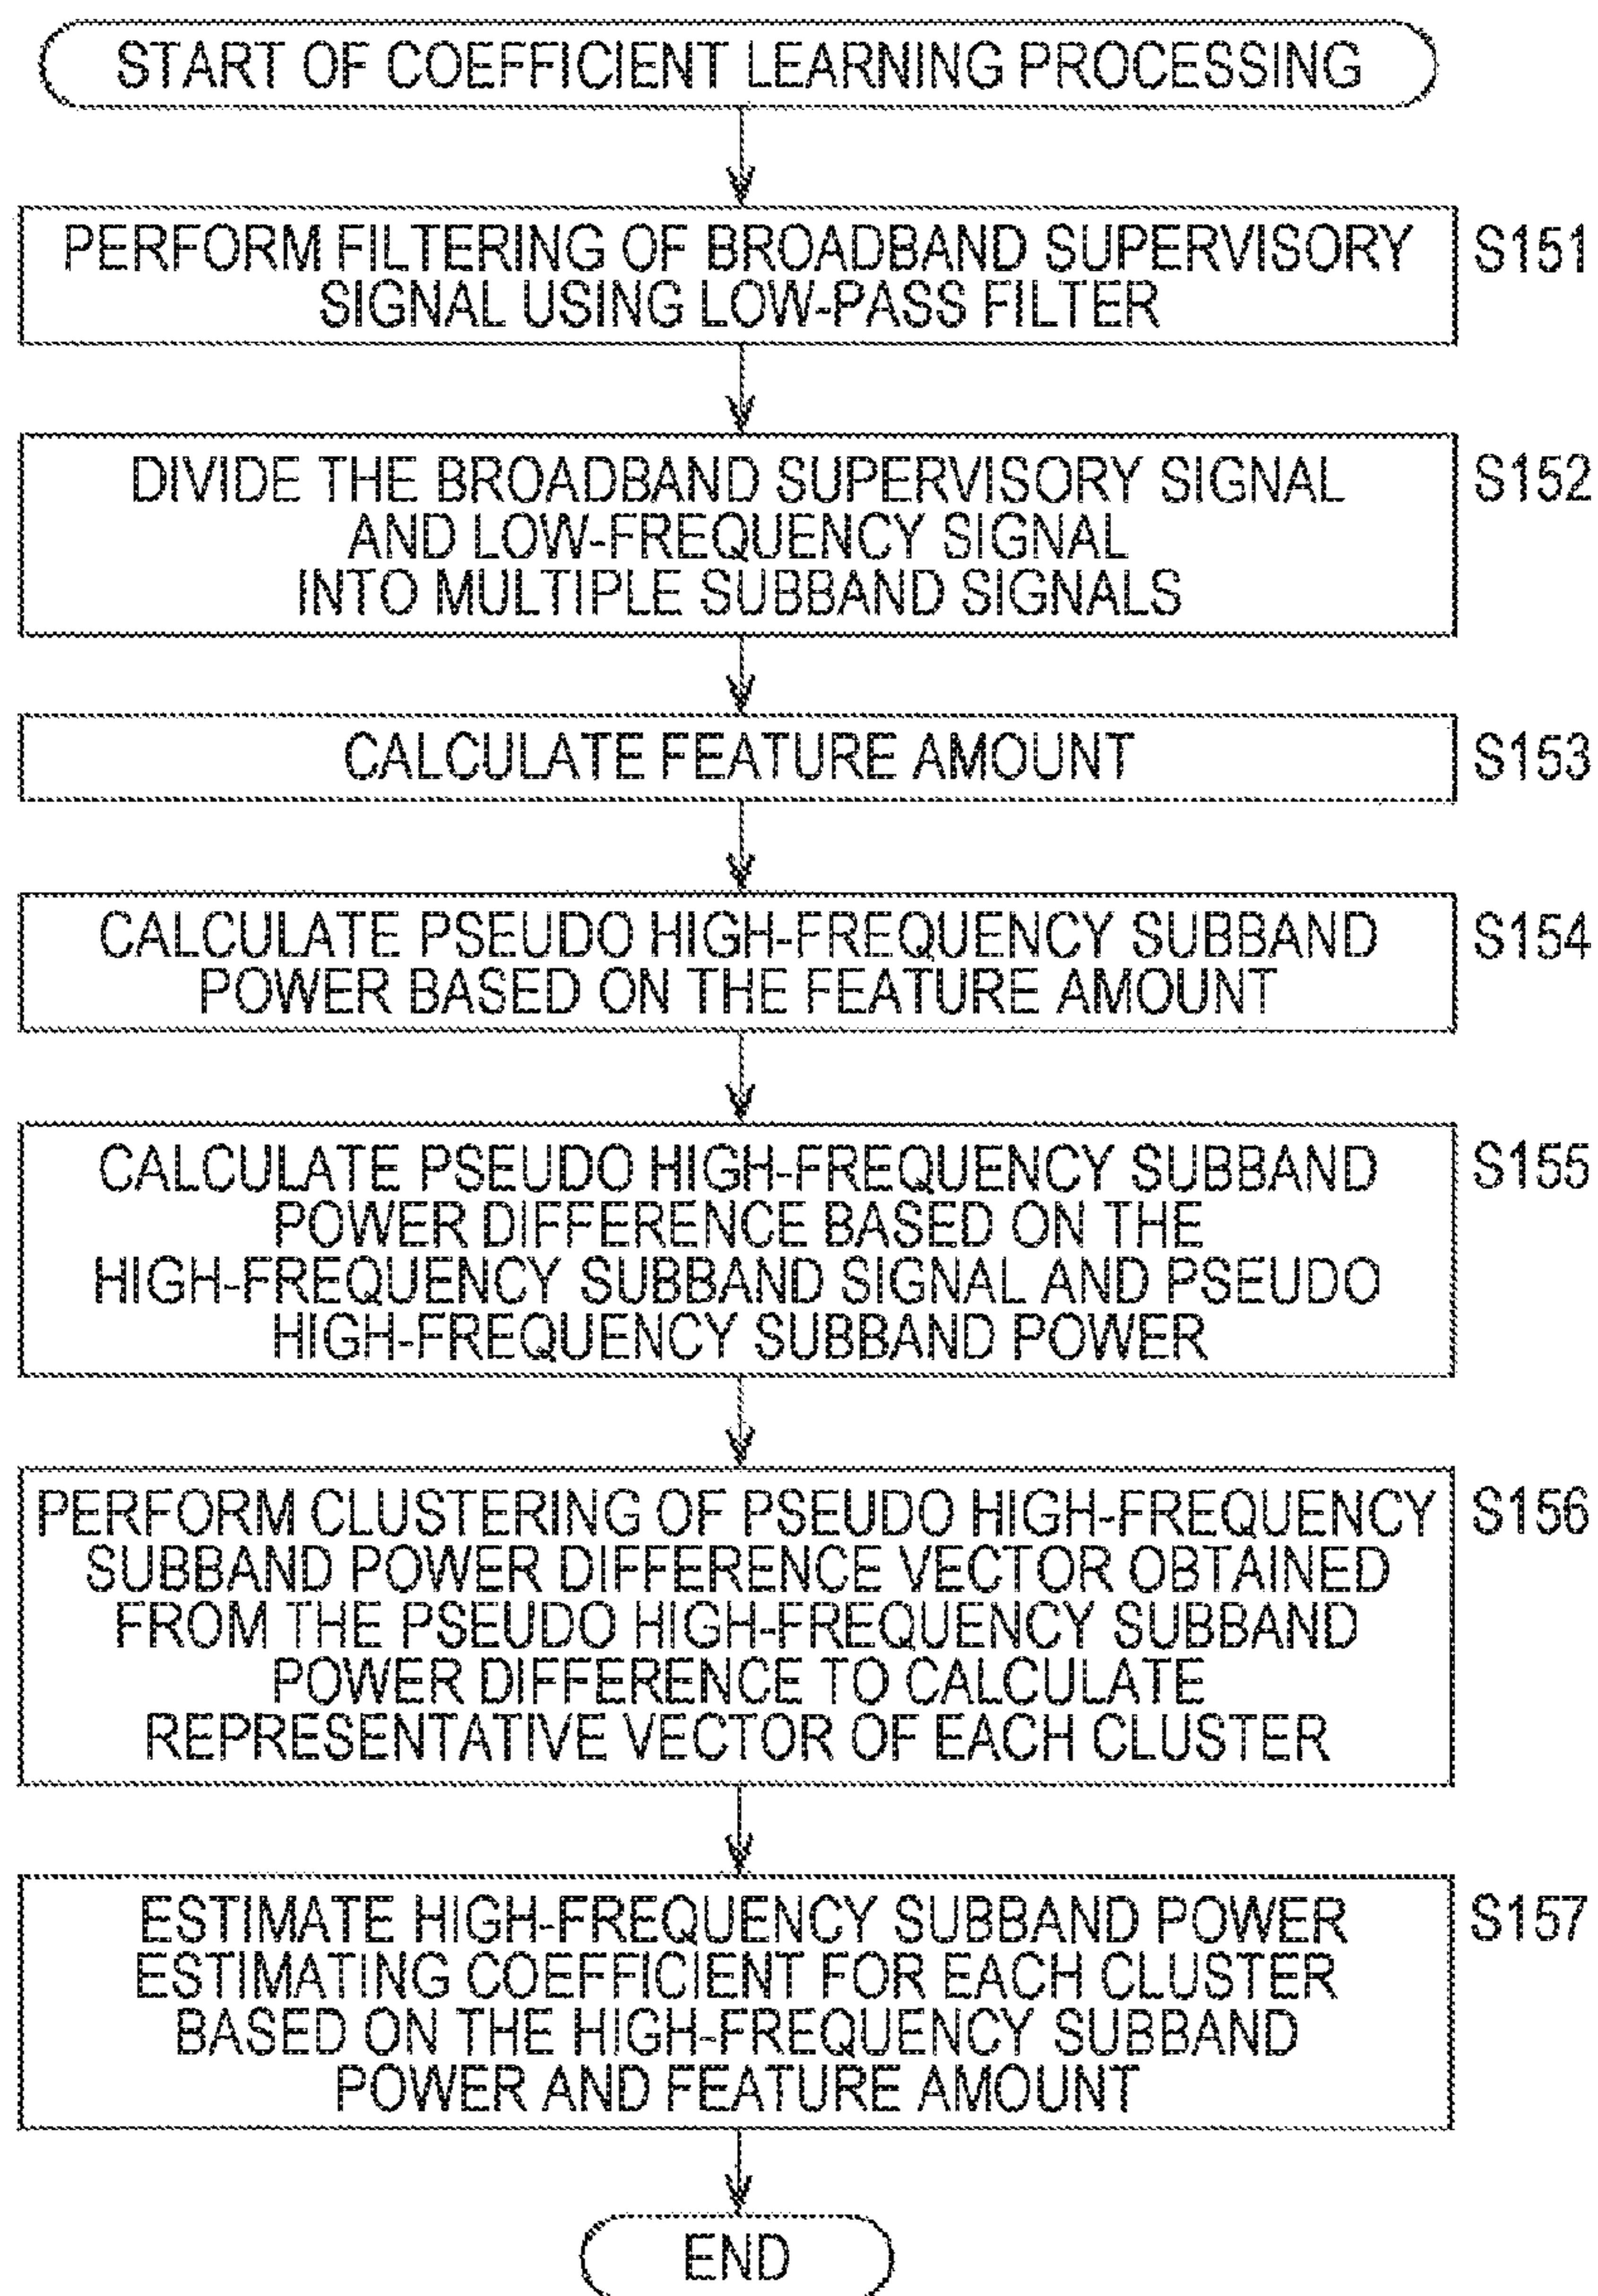 START OF COEFFICIENT LEARNING PROCESSING
PERFORM FILTERING OF BROADBAND SUPERVISORY
SIGNAL USING LOW-PASS FILTER
S151
DIVIDE THE BROADBAND SUPERVISORY SIGNAL
AND LOW-FREQUENCY SIGNAL
INTO MULTIPLE SUBBAND SIGNALS
S152
CALCULATE FEATURE AMOUNT
S153
CALCULATE PSEUDO HIGH-FREQUENCY SUBBAND
POWER BASED ON THE FEATURE AMOUNT
S154
CALCULATE PSEUDO HIGH-FREQUENCY SUBBAND
POWER DIFFERENCE BASED ON THE
HIGH-FREQUENCY SUBBAND SIGNAL AND PSEUDO
HIGH-FREQUENCY SUBBAND POWER
S155
PERFORM CLUSTERING OF PSEUDO HIGH-FREQUENCY
SUBBAND POWER DIFFERENCE VECTOR OBTAINED
FROM THE PSEUDO HIGH-FREQUENCY SUBBAND
POWER DIFFERENCE TO CALCULATE
REPRESENTATIVE VECTOR OF EACH CLUSTER
S156
ESTIMATE HIGH-FREQUENCY SUBBAND POWER
ESTIMATING COEFFICIENT FOR EACH CLUSTER
BASED ON THE HIGH-FREQUENCY SUBBAND
POWER AND FEATURE AMOUNT
S157
END